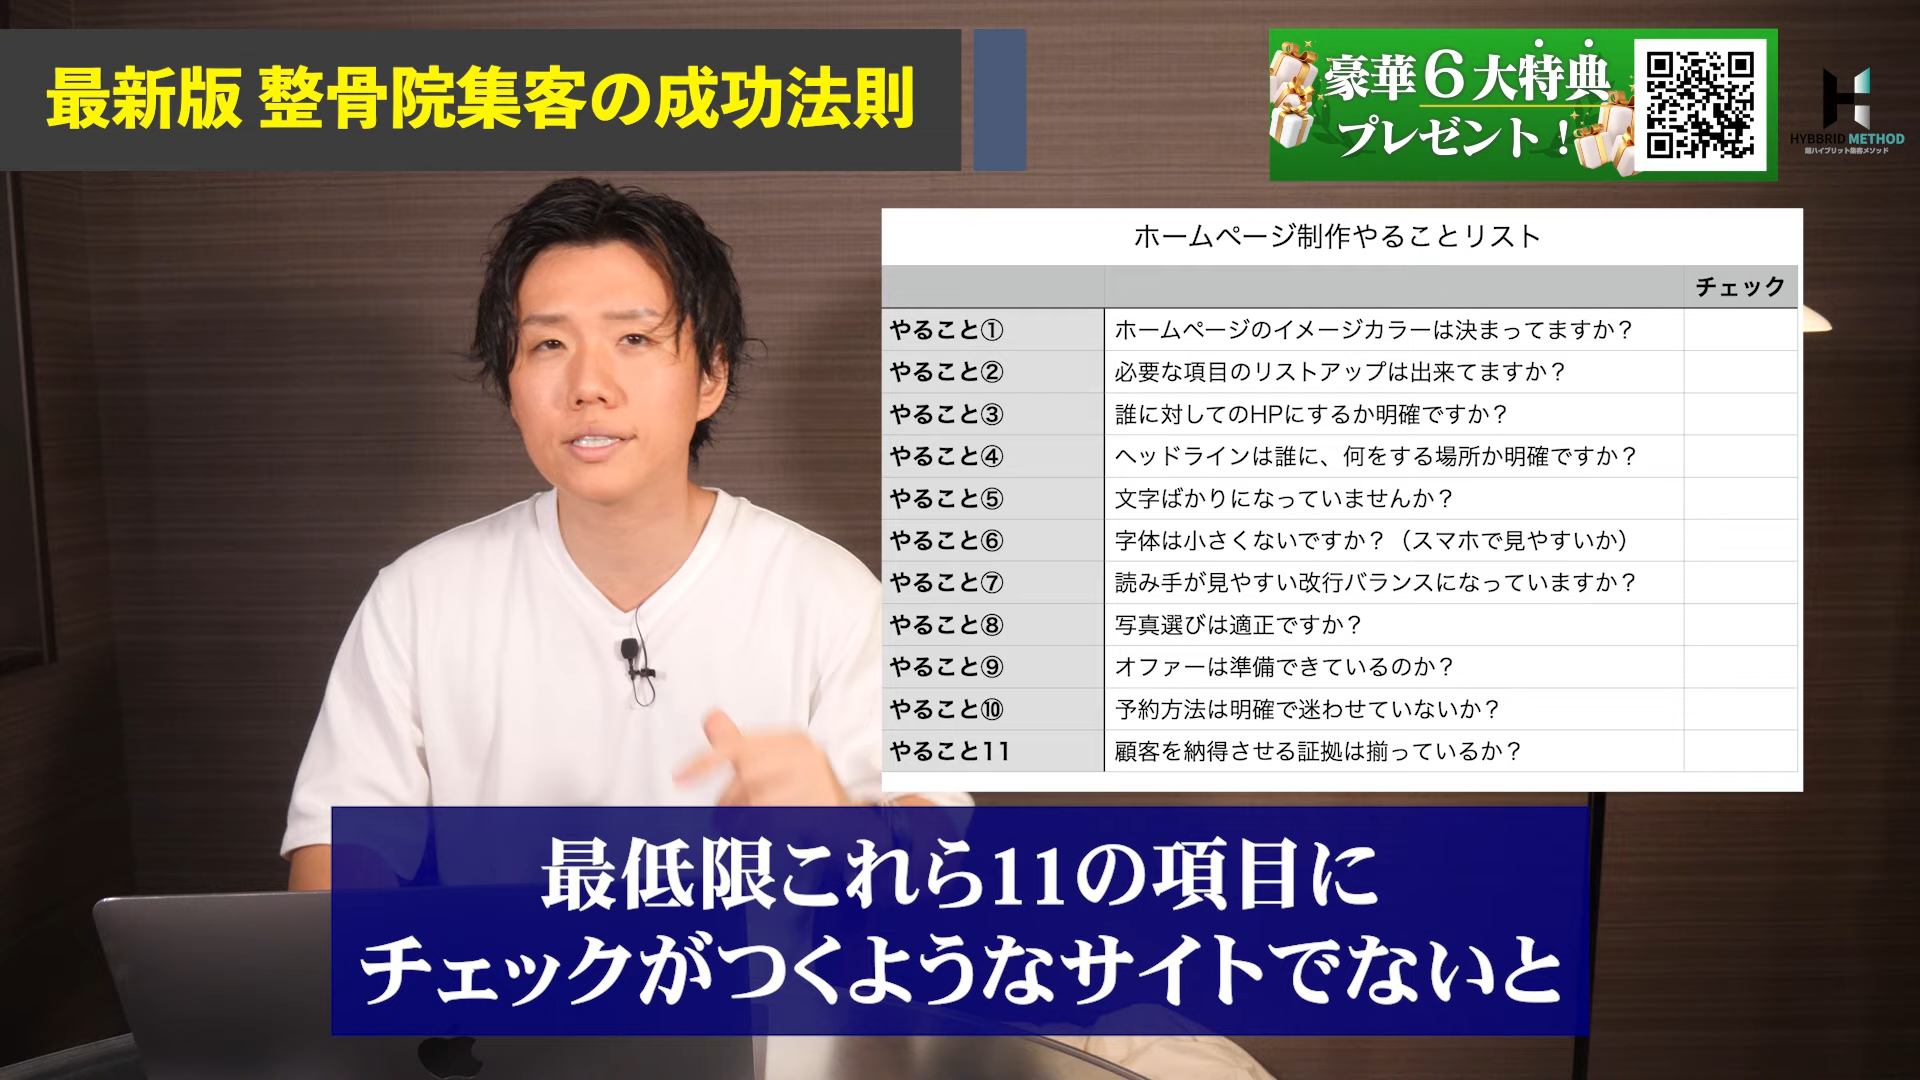 最新版 整骨院集客の成功法則
豪華6大特典
プレゼント！
HYBBRID METHOD
超ハイブリット集客メソッド
ホームページ制作やることリスト
チェック
やること① ホームページのイメージカラーは決まってますか？
やること② 必要な項目のリストアップは出来てますか？
やること③ 誰に対してのHPにするか明確ですか？
やること④ ヘッドラインは誰に、何をする場所か明確ですか？
やること⑤ 文字ばかりになっていませんか？
やること⑥ 字体は小さくないですか？（スマホで見やすいか）
やること⑦ 読み手が見やすい改行バランスになっていますか？
やること⑧ 写真選びは適正ですか？
やること⑨ オファーは準備できているのか？
やること⑩ 予約方法は明確で迷わせていないか？
やること11 顧客を納得させる証拠は揃っているか？
最低限これら11の項目に
チェックがつくようなサイトでないと